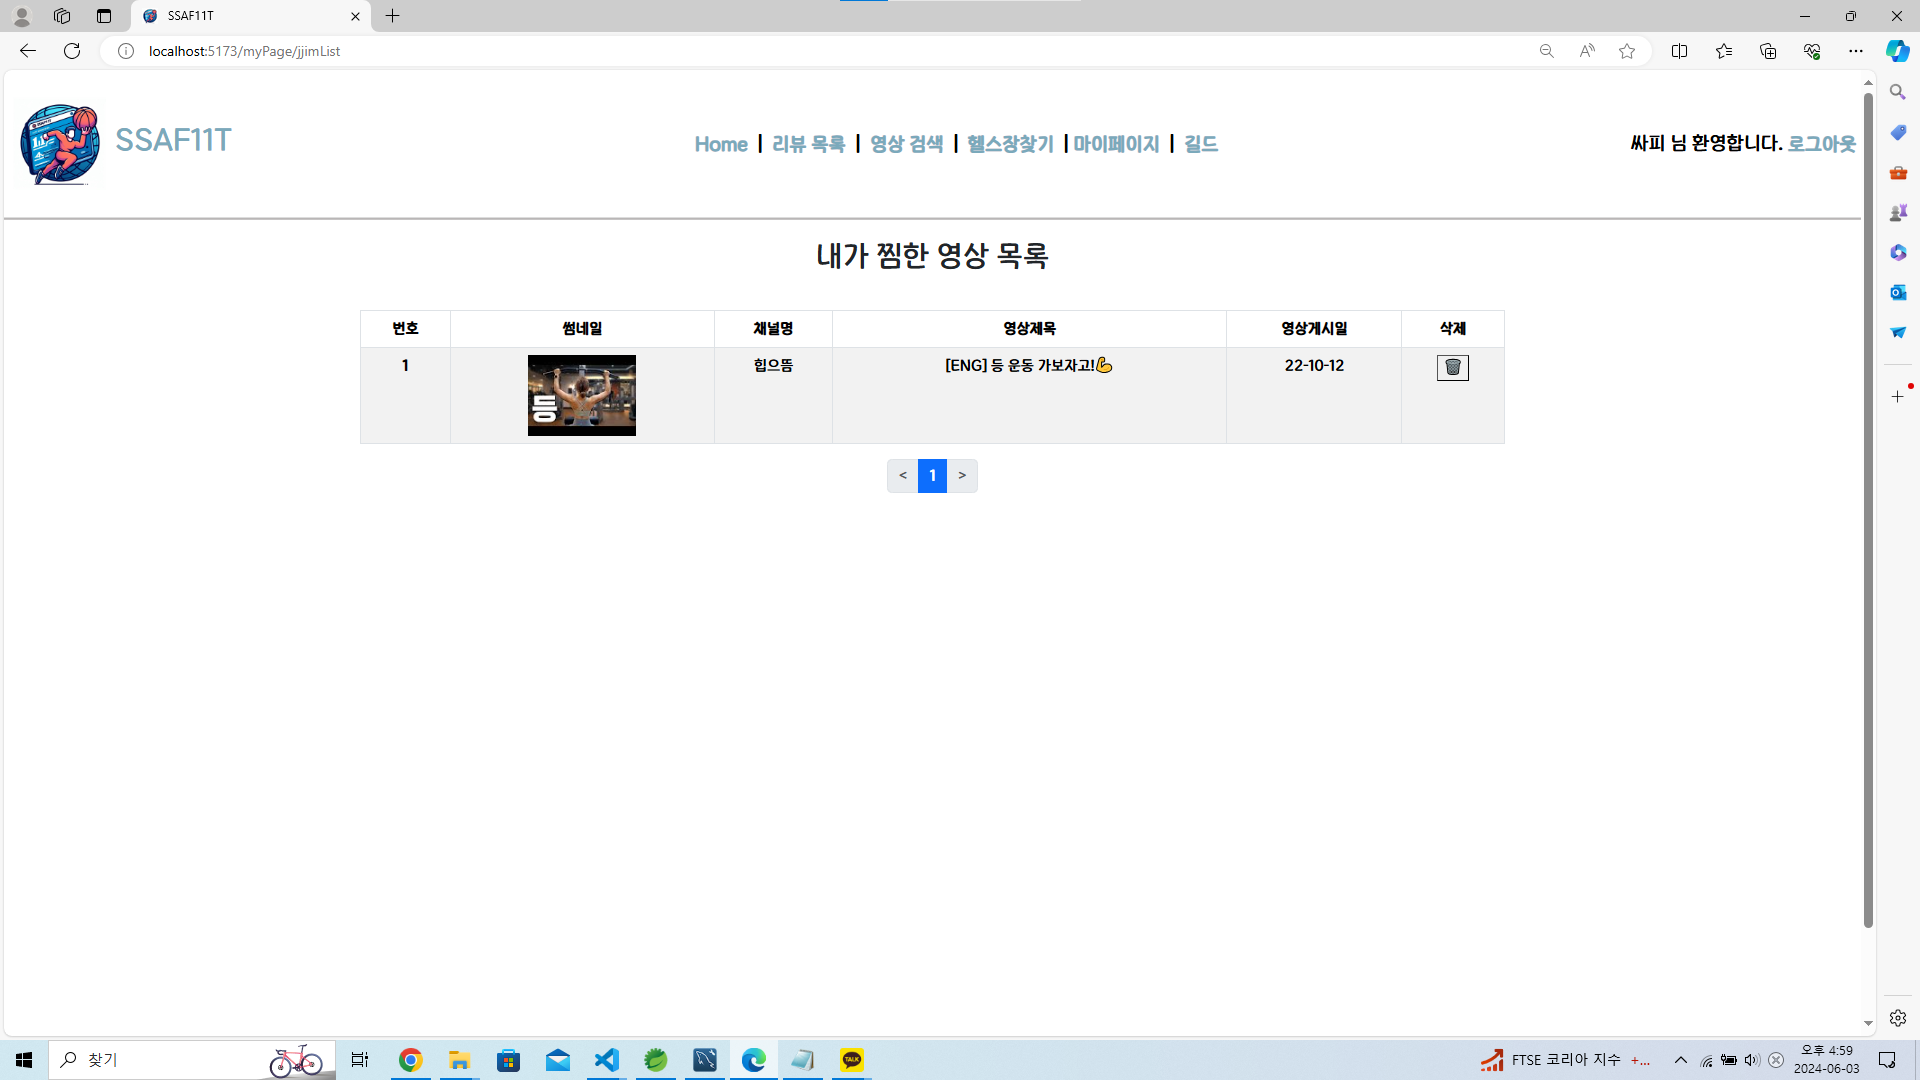 SSAF11T
localhost:5173/myPage/jjimList
SSAF11T
Home | 리뷰 목록 | 영상 검색 | 헬스장찾기 | 마이페이지 | 길드
싸피 님 환영합니다. 로그아웃
내가 찜한 영상 목록
번호 썸네일 채널명 영상제목 영상게시일 삭제
1 등 힙으뜸 [ENG] 등 운동 가보자고!💪 22-10-12
< 1 >
찾기
TALK
FTSE 코리아 지수 +...
오후 4:59
2024-06-03